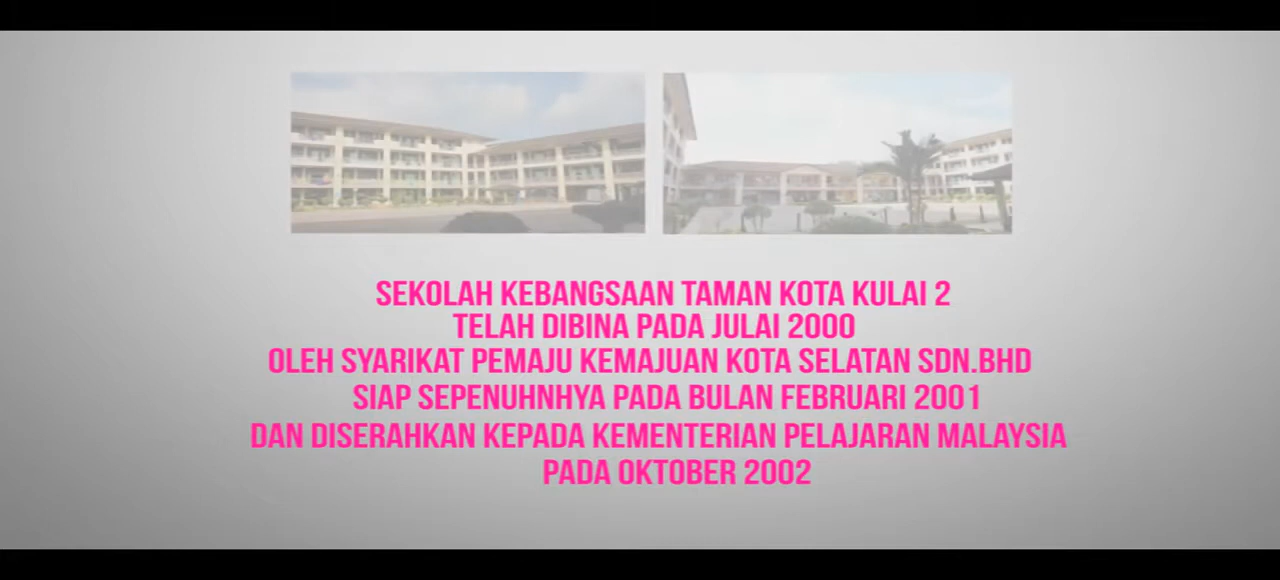 SEKOLAH KEBANGSAAN TAMAN KOTA KULAI 2
TELAH DIBINA PADA JULAI 2000
OLEH SYARIKAT PEMAJU KEMAJUAN KOTA SELATAN SDN.BHD
SIAP SEPENUHNHYA PADA BULAN FEBRUARI 2001
DAN DISERAHKAN KEPADA KEMENTERIAN PELAJARAN MALAYSIA
PADA OKTOBER 2002